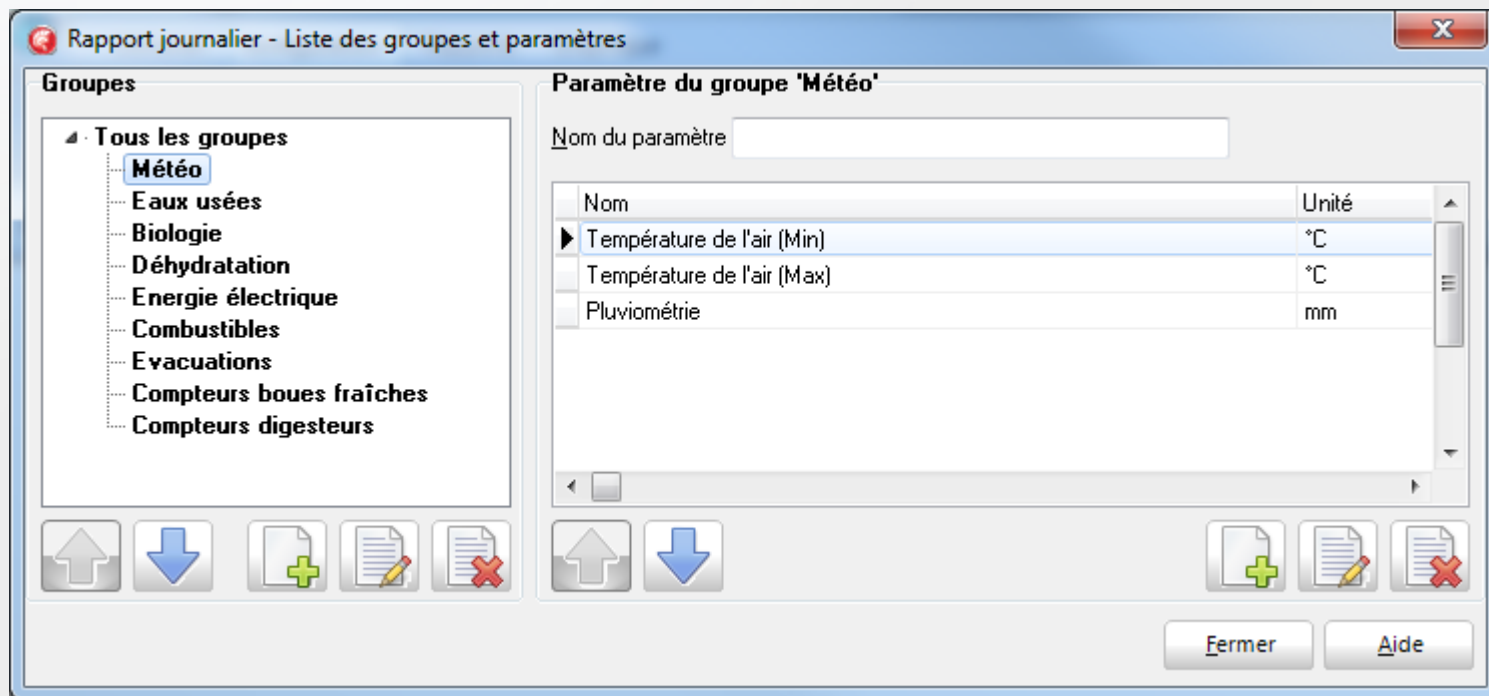 Rapport journalier - Liste des groupes et paramètres
Groupes
Tous les groupes
Météo
Eaux usées
Biologie
Déhydratation
Energie électrique
Combustibles
Evacuations
Compteurs boues fraîches
Compteurs digesteurs
Paramètre du groupe 'Météo'
Nom du paramètre
Nom Unité
Température de l'air (Min) °C
Température de l'air (Max) °C
Pluviométrie mm
Fermer Aide